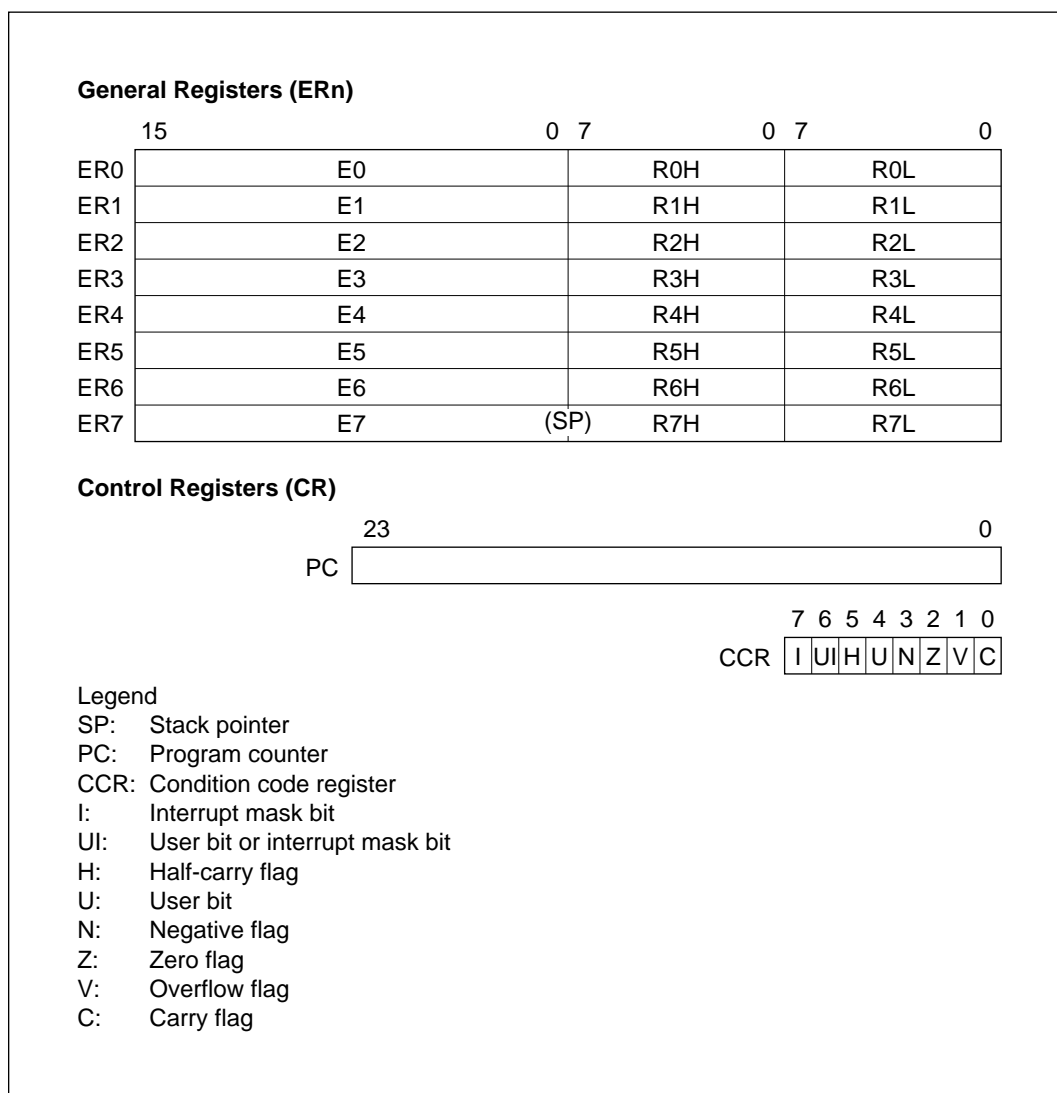 General Registers (ERn)
15 0 7 0 7 0
ER0 E0 R0H R0L
ER1 E1 R1H R1L
ER2 E2 R2H R2L
ER3 E3 R3H R3L
ER4 E4 R4H R4L
ER5 E5 R5H R5L
ER6 E6 R6H R6L
ER7 E7 (SP) R7H R7L
Control Registers (CR)
23 0
PC
7 6 5 4 3 2 1 0
CCR I UI H U N Z V C
Legend
SP: Stack pointer
PC: Program counter
CCR: Condition code register
I: Interrupt mask bit
UI: User bit or interrupt mask bit
H: Half-carry flag
U: User bit
N: Negative flag
Z: Zero flag
V: Overflow flag
C: Carry flag